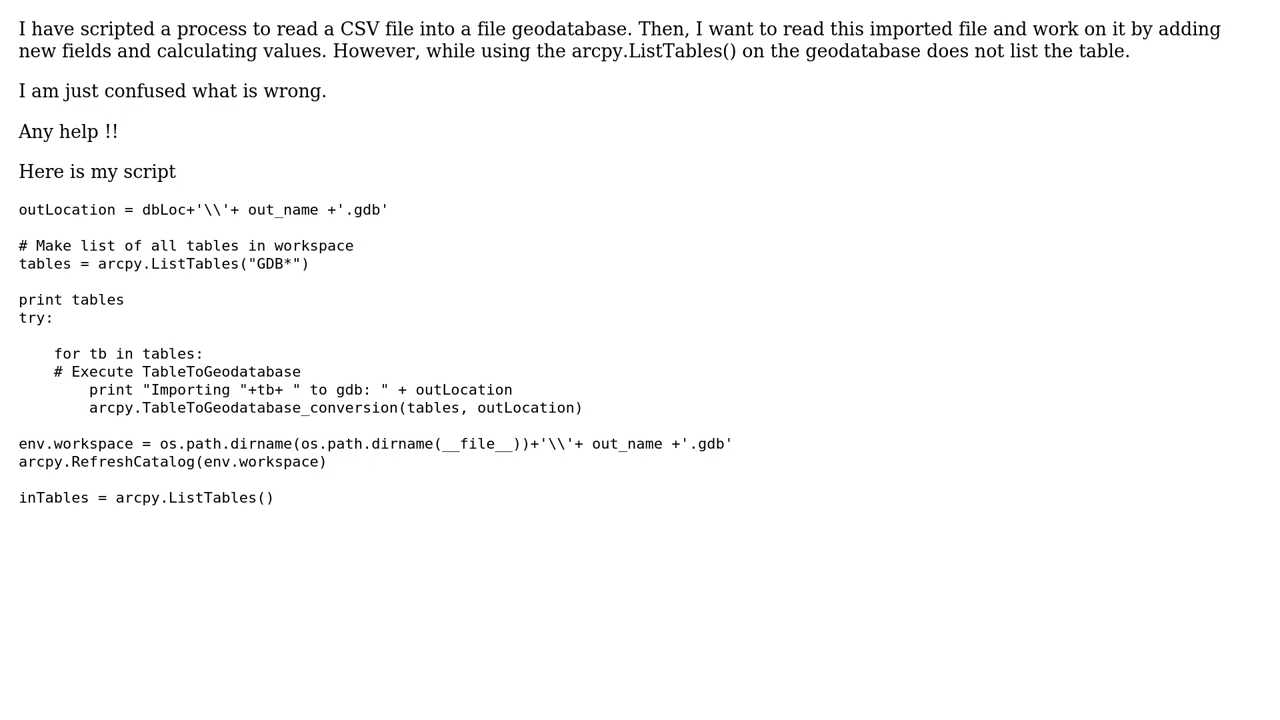 I have scripted a process to read a CSV file into a file geodatabase. Then, I want to read this imported file and work on it by adding
new fields and calculating values. However, while using the arcpy.ListTables() on the geodatabase does not list the table.
I am just confused what is wrong.
Any help !!
Here is my script
outLocation = dbLoc+'\\'+ out_name +'.gdb'
# Make list of all tables in workspace
tables = arcpy.ListTables("GDB*")
print tables
try:
    for tb in tables:
    # Execute TableToGeodatabase
        print "Importing "+tb+ " to gdb: " + outLocation
        arcpy.TableToGeodatabase_conversion(tables, outLocation)
env.workspace = os.path.dirname(os.path.dirname(__file__))+'\\'+ out_name +'.gdb'
arcpy.RefreshCatalog(env.workspace)
inTables = arcpy.ListTables()